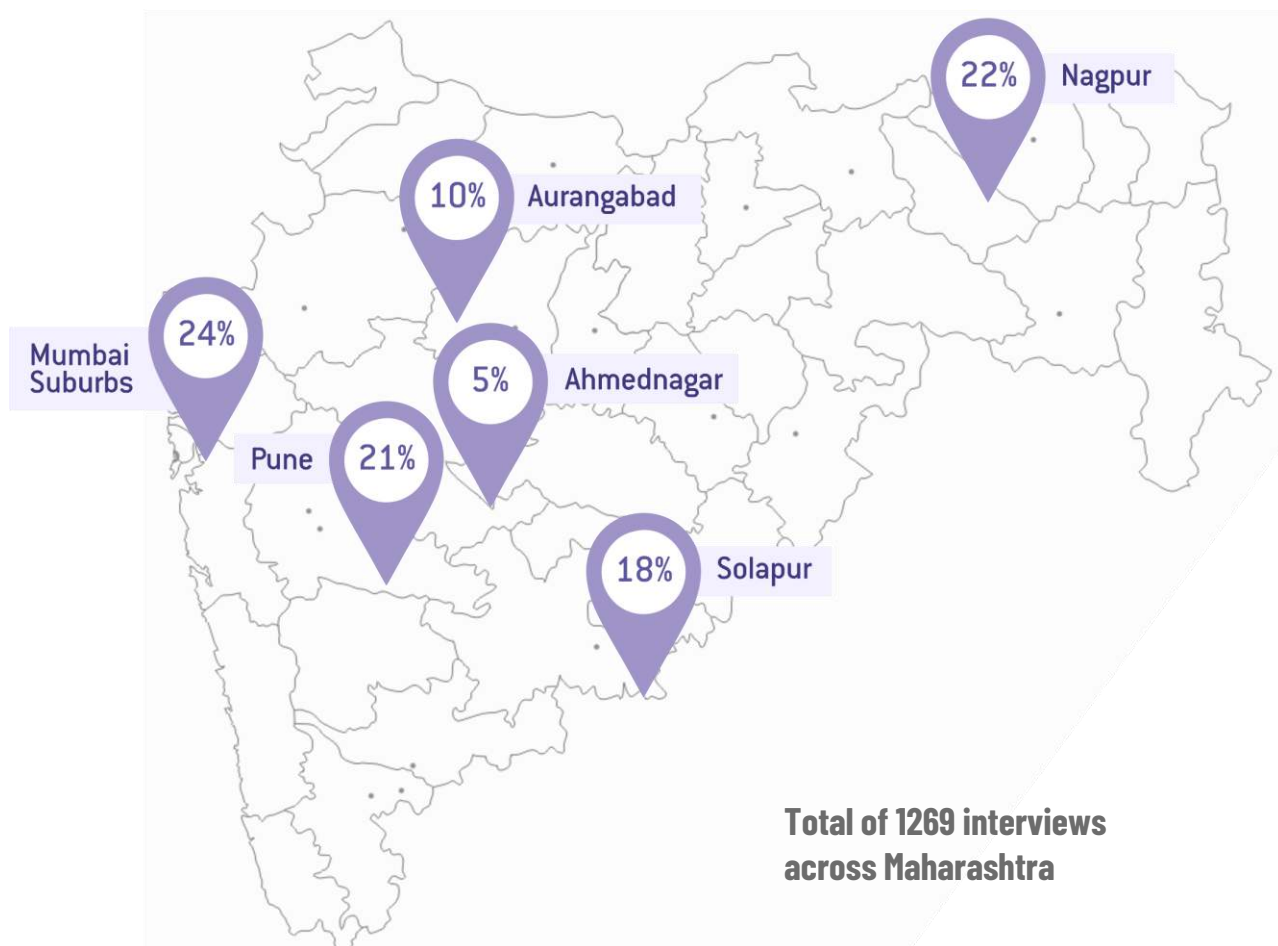 22%
Nagpur
10%
Aurangabad
24%
Mumbai
Suburbs
5%
Ahmednagar
Pune
21%
18%
Solapur
Total of 1269 interviews
across Maharashtra